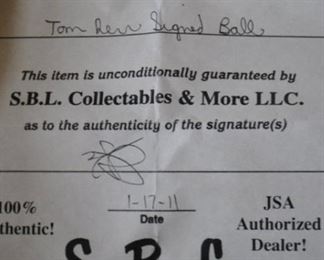 Tom Derr Signed Ball
This item is unconditionally guaranteed by
S.B.L. Collectables & More LLC.
as to the authenticity of the signature(s)
1-17-11
100%
Date
JSA
thentic!
Authorized
Dealer!